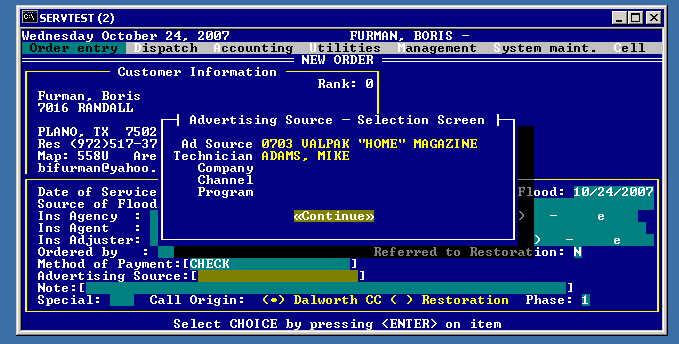 SERVTEST (2)
Wednesday October 24, 2007 FURMAN, BORIS -
Order entry Dispatch Accounting Utilities Management System maint. Cell
NEW ORDER
Customer Information
Rank: 0
Furman, Boris
7016 RANDALL
Advertising Source - Selection Screen
PLANO, TX 7502
Ad Source 0703 VALPAK "HOME" MAGAZINE
Res (972)517-37
Technician ADAMS, MIKE
Map: 558U Are
Company
bifurman@yahoo.
Channel
Date of Service
Program
Flood: 10/24/2007
Source of Flood
Ins Agency :
«Continue»
) - e
Ins Agent :
Ins Adjuster:
) - e
Ordered by :
Referred to Restoration: N
Method of Payment:[CHECK ]
Advertising Source:[ ]
Note:[ ]
Special: Call Origin: (•) Dalworth CC ( ) Restoration Phase: 1
Select CHOICE by pressing <ENTER> on item